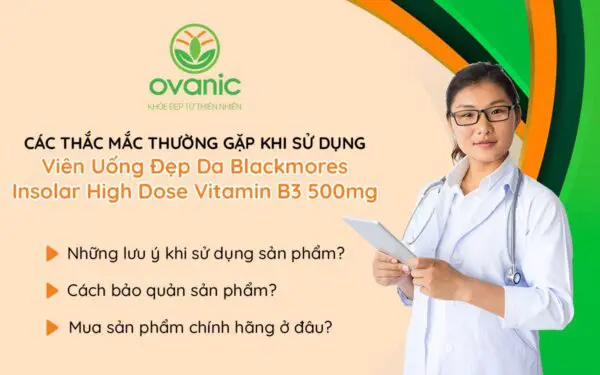 ovanic
KHỎE ĐẸP TỪ THIÊN NHIÊN
CÁC THẮC MẮC THƯỜNG GẶP KHI SỬ DỤNG
Viên Uống Đẹp Da Blackmores
Insolar High Dose Vitamin B3 500mg
Những lưu ý khi sử dụng sản phẩm?
Cách bảo quản sản phẩm?
Mua sản phẩm chính hãng ở đâu?